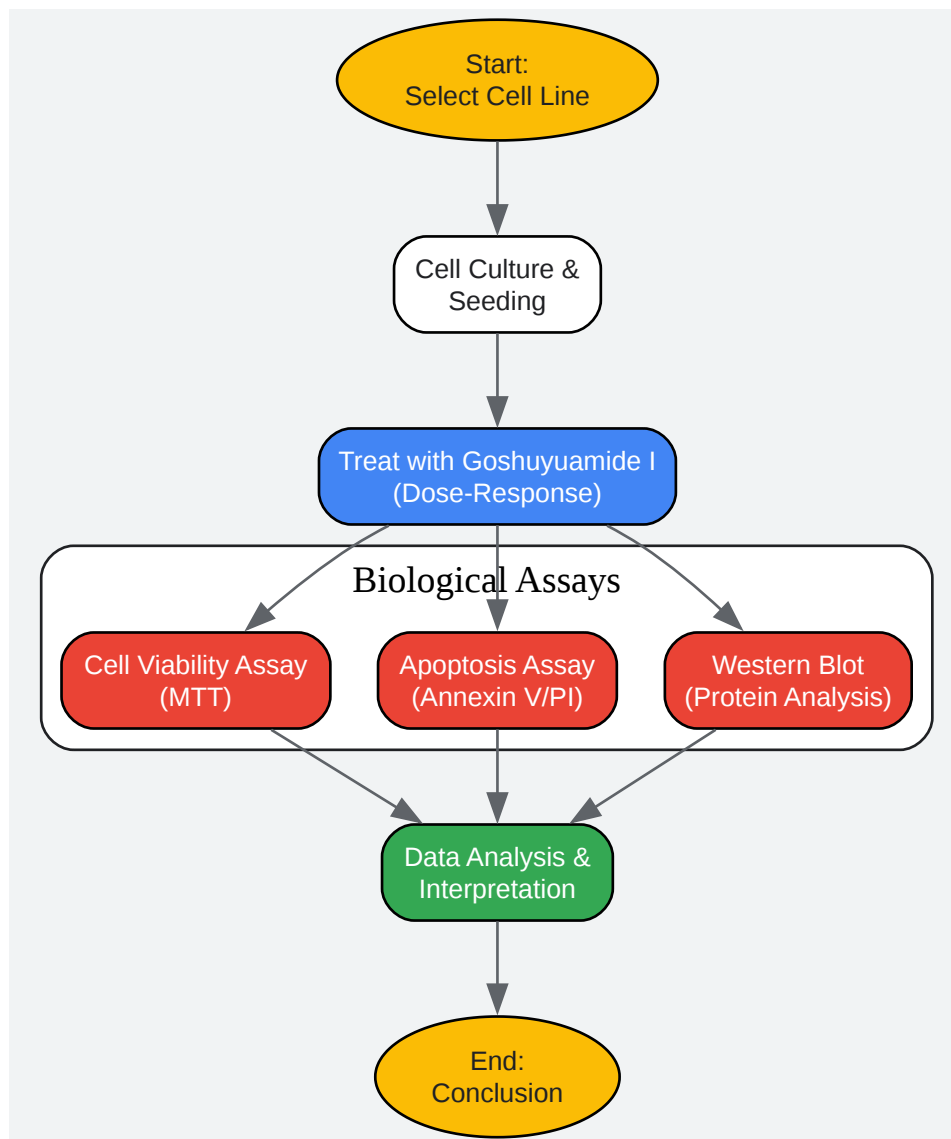 Start:
Select Cell Line
Cell Culture &
Seeding
Treat with Goshuyuamide I
(Dose-Response)
Biological Assays
Cell Viability Assay
(MTT)
Apoptosis Assay
(Annexin V/PI)
Western Blot
(Protein Analysis)
Data Analysis &
Interpretation
End:
Conclusion